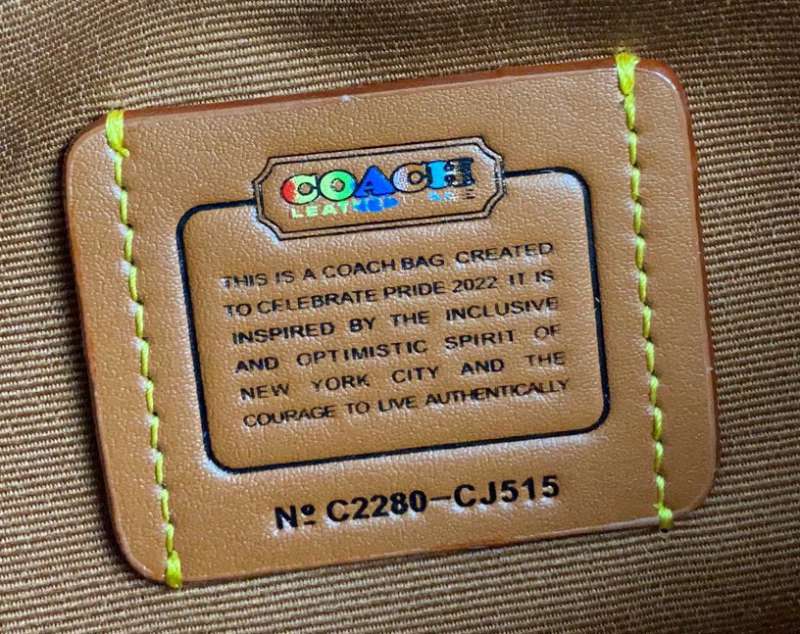 COACH
LEATHER
THIS IS A COACH BAG, CREATED
TO CELEBRATE PRIDE 2022. IT IS
INSPIRED BY THE INCLUSIVE
AND OPTIMISTIC SPIRIT OF
NEW YORK CITY AND THE
COURAGE TO LIVE AUTHENTICALLY
Nº C2280-CJ515